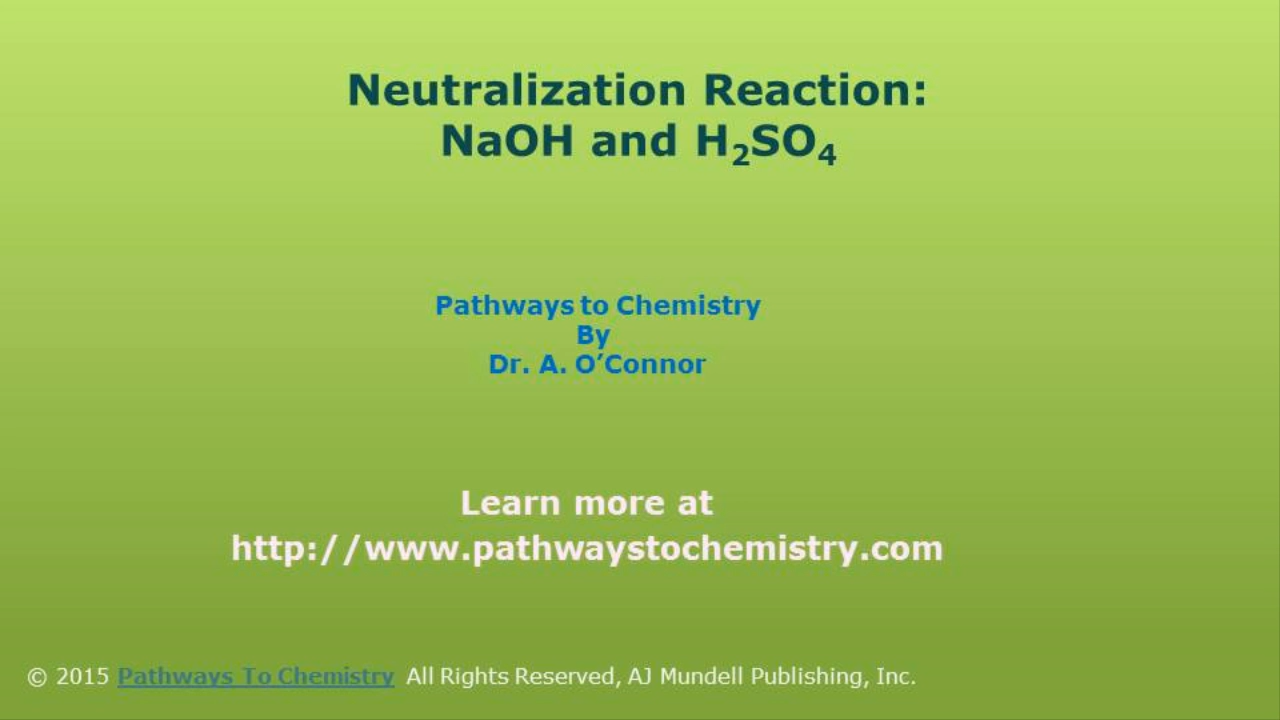 Neutralization Reaction:
NaOH and H₂SO₄
Pathways to Chemistry
By
Dr. A. O’Connor
Learn more at
http://www.pathwaystochemistry.com
© 2015 Pathways To Chemistry All Rights Reserved, AJ Mundell Publishing, Inc.